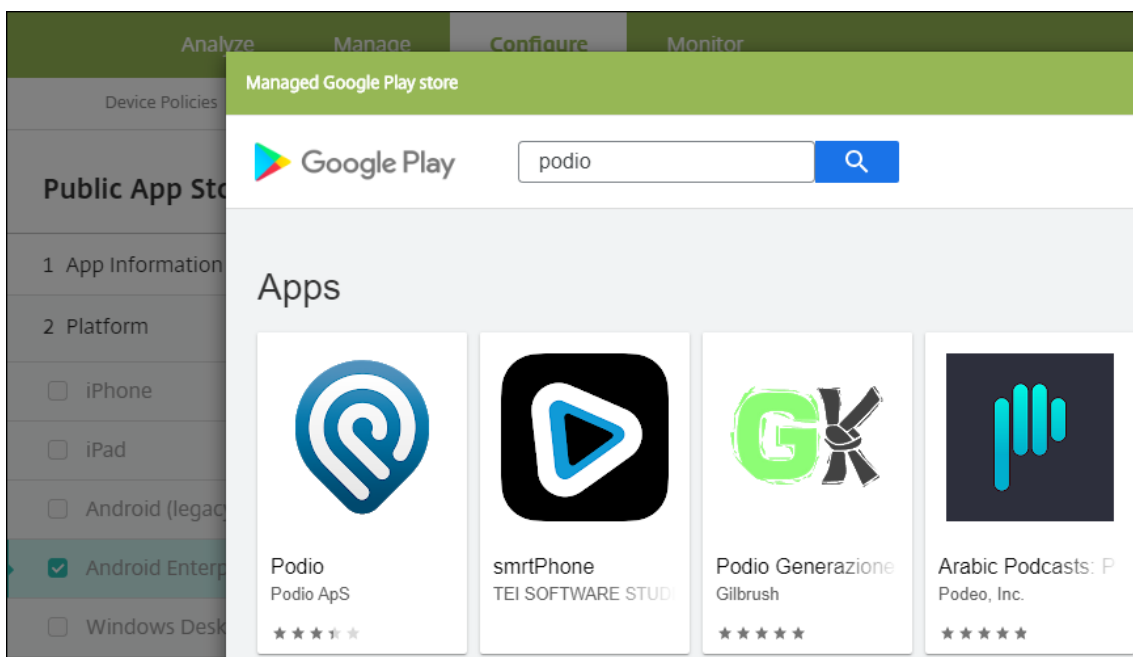 Analyze Manage Configure Monitor
Managed Google Play store
Device Policies
Google Play
podio
Public App Sto
1 App Information
2 Platform
Apps
iPhone
iPad
Android (legacy
Android Enterp
Windows Desk
GK
Podio
Podio ApS
smrtPhone
TEI SOFTWARE STUD
Podio Generazione
Gilbrush
Arabic Podcasts: P
Podeo, Inc.